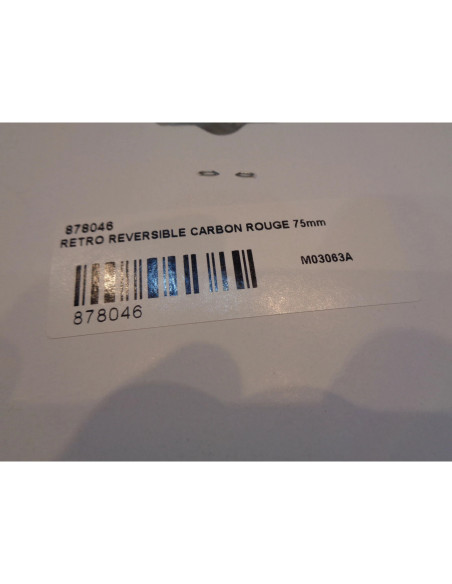 878046
RETRO REVERSIBLE CARBON ROUGE 75mm
M03063A
878046